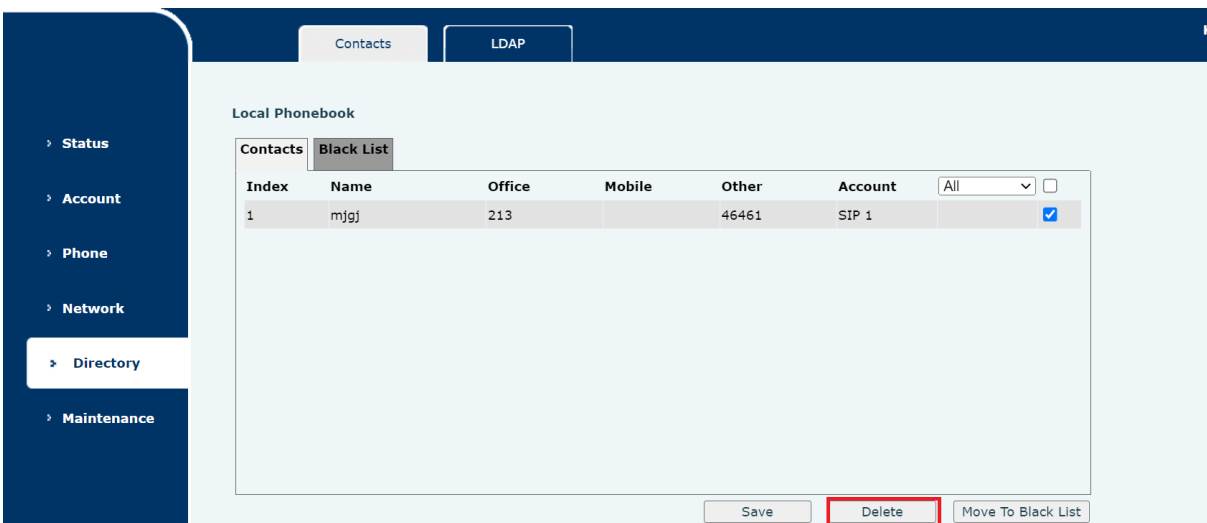 Contacts LDAP
Local Phonebook
Status
Account
Phone
Network
Directory
Maintenance
Contacts Black List
Index Name Office Mobile Other Account All
1 mjgj 213 46461 SIP 1
Save Delete Move To Black List